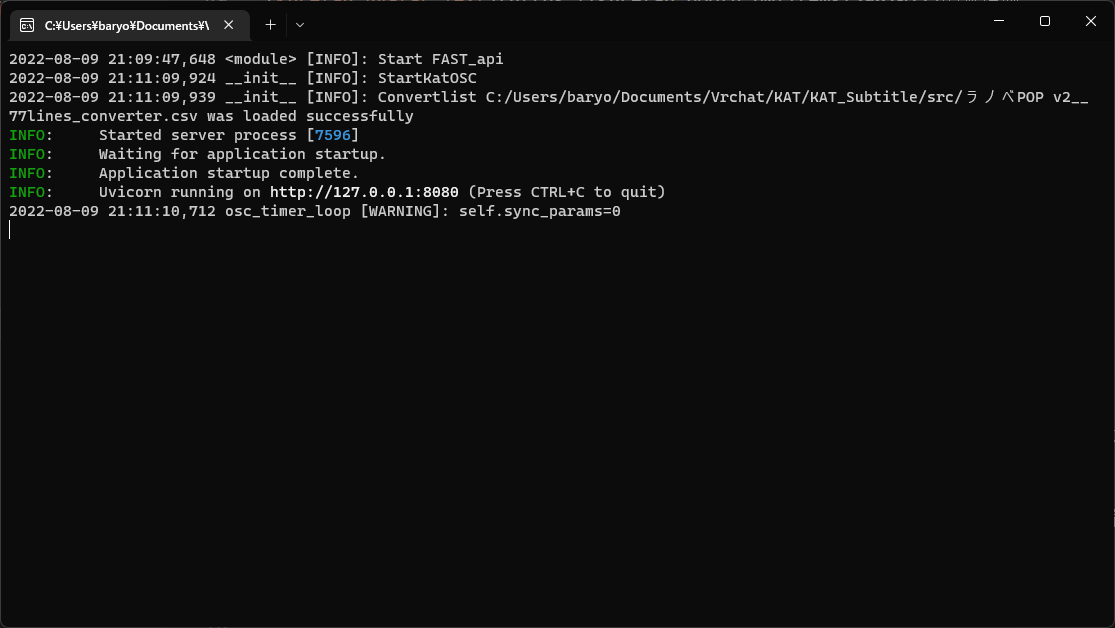 C:¥Users¥baryo¥Documents¥\
2022-08-09 21:09:47,648 <module> [INFO]: Start FAST_api
2022-08-09 21:11:09,924 __init__ [INFO]: StartKatOSC
2022-08-09 21:11:09,939 __init__ [INFO]: Convertlist C:/Users/baryo/Documents/Vrchat/KAT/KAT_Subtitle/src/ラノベPOP v2__
77lines_converter.csv was loaded successfully
INFO:     Started server process [7596]
INFO:     Waiting for application startup.
INFO:     Application startup complete.
INFO:     Uvicorn running on http://127.0.0.1:8080 (Press CTRL+C to quit)
2022-08-09 21:11:10,712 osc_timer_loop [WARNING]: self.sync_params=0